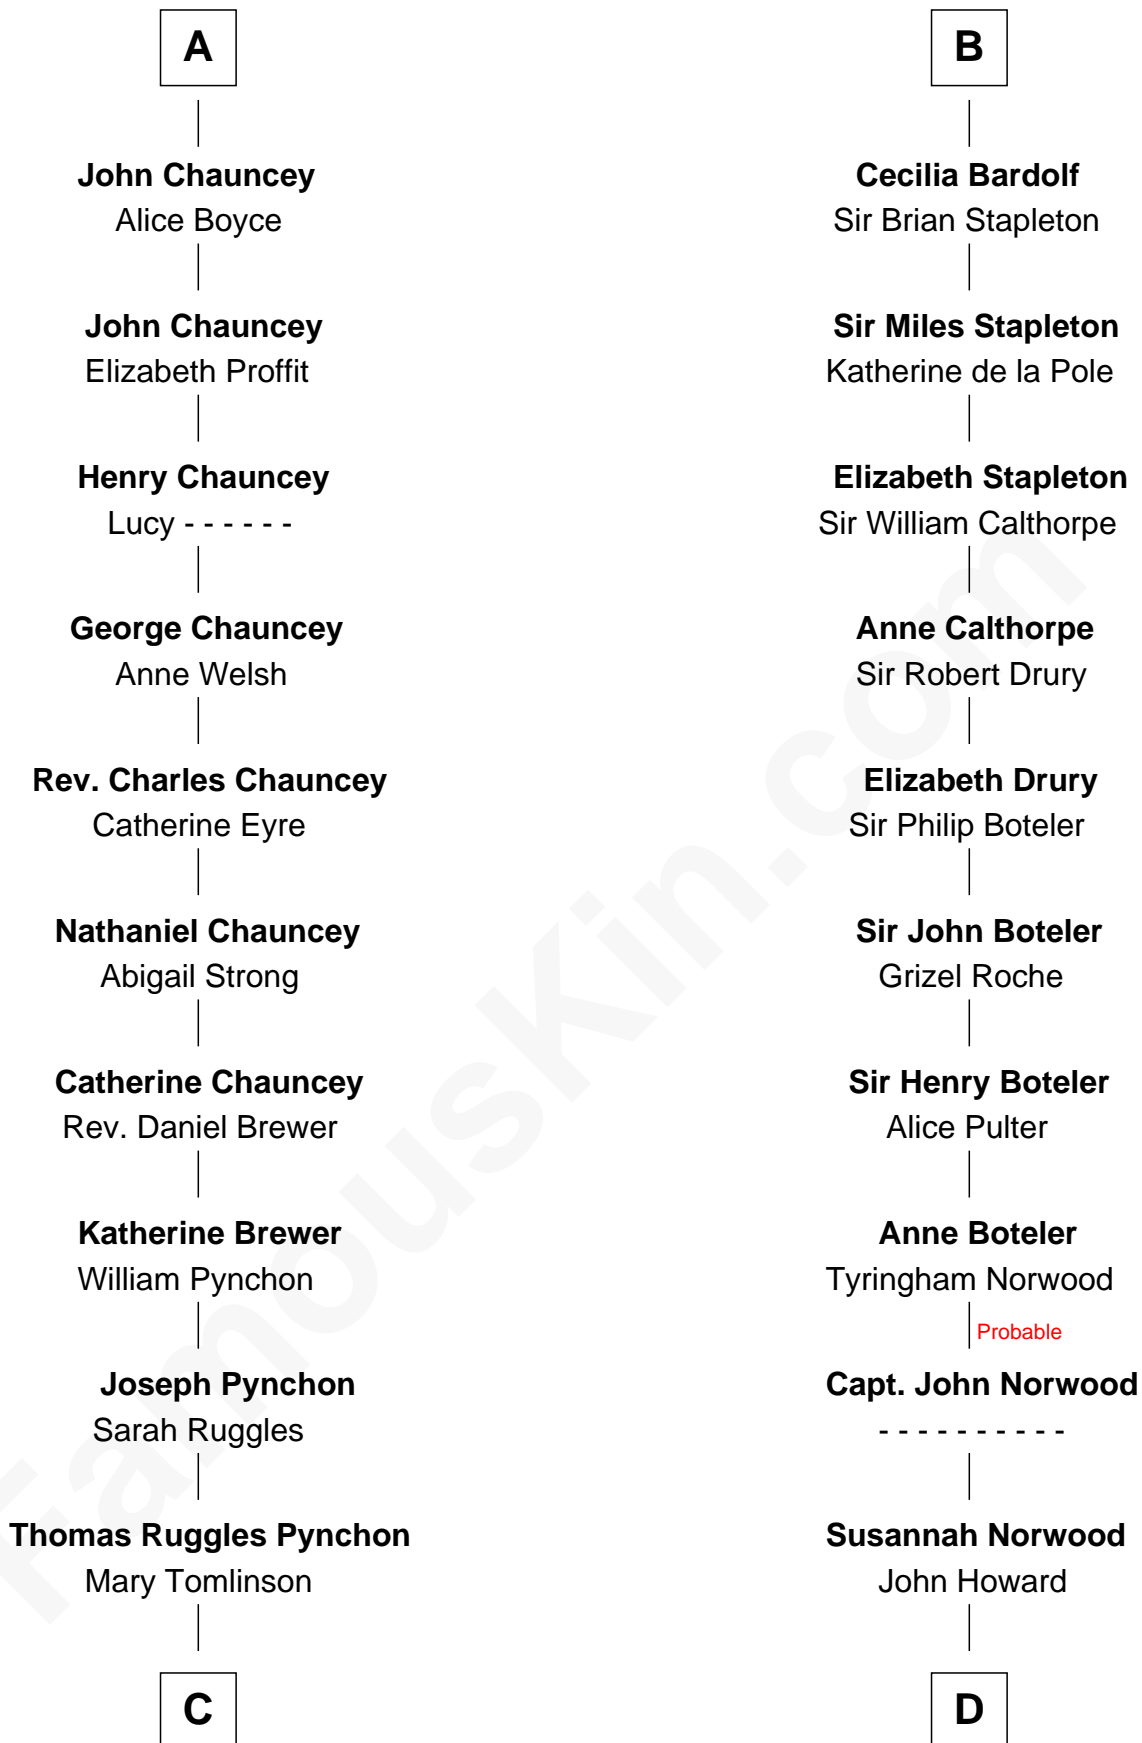 A
John Chauncey
Alice Boyce
John Chauncey
Elizabeth Proffit
Henry Chauncey
Lucy - - - - - -
George Chauncey
Anne Welsh
Rev. Charles Chauncey
Catherine Eyre
Nathaniel Chauncey
Abigail Strong
Catherine Chauncey
Rev. Daniel Brewer
Katherine Brewer
William Pynchon
Joseph Pynchon
Sarah Ruggles
Thomas Ruggles Pynchon
Mary Tomlinson
C
B
Cecilia Bardolf
Sir Brian Stapleton
Sir Miles Stapleton
Katherine de la Pole
Elizabeth Stapleton
Sir William Calthorpe
Anne Calthorpe
Sir Robert Drury
Elizabeth Drury
Sir Philip Boteler
Sir John Boteler
Grizel Roche
Sir Henry Boteler
Alice Pulter
Anne Boteler
Tyringham Norwood
Probable
Capt. John Norwood
- - - - - - - - - -
Susannah Norwood
John Howard
D
FamousKin.com